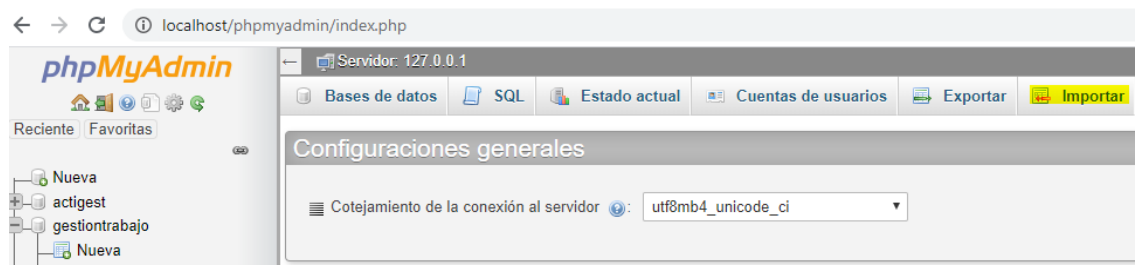 localhost/phpmyadmin/index.php
phpMyAdmin
Reciente Favoritas
Nueva
actigest
gestiontrabajo
Nueva
Servidor: 127.0.0.1
Bases de datos SQL Estado actual Cuentas de usuarios Exportar Importar
Configuraciones generales
Cotejamiento de la conexión al servidor : utf8mb4_unicode_ci